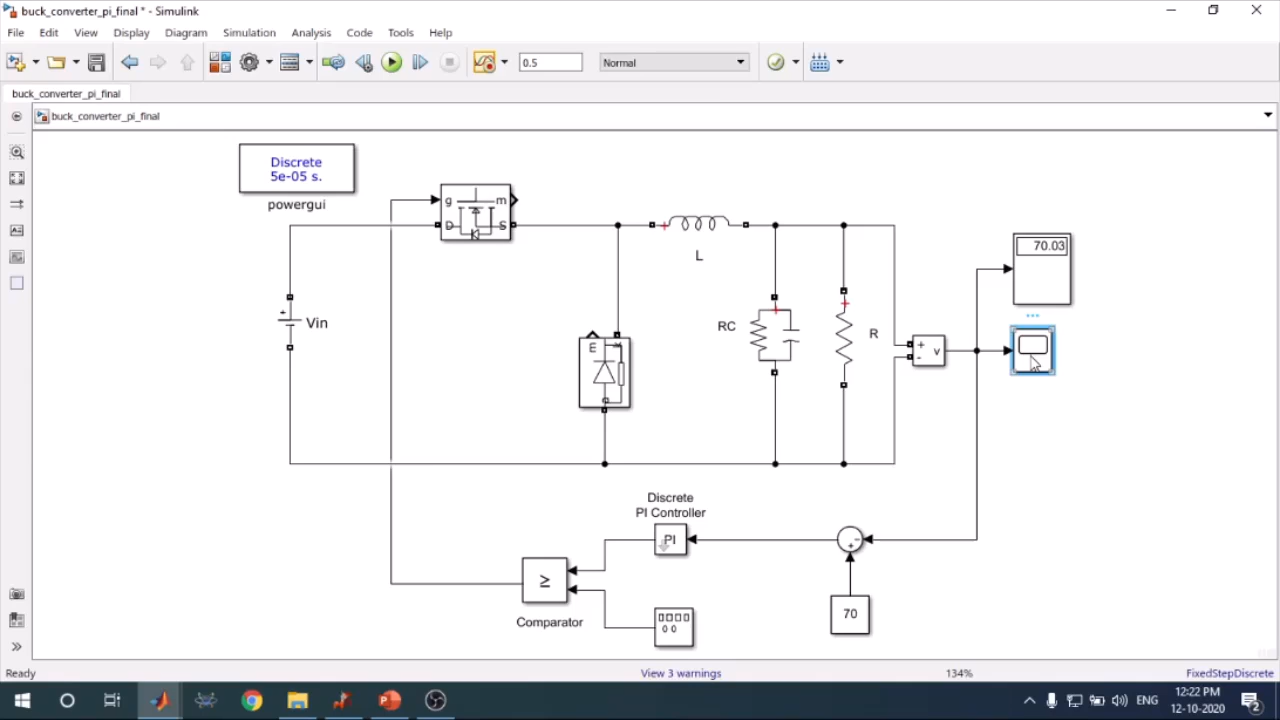 buck_converter_pi_final * - Simulink
File Edit View Display Diagram Simulation Analysis Code Tools Help
0.5 Normal
buck_converter_pi_final
buck_converter_pi_final
Discrete
5e-05 s.
powergui
g m
D S
L
Vin
RC
R
+
-
v
70.03
Discrete
PI Controller
PI
≥
Comparator
70
Ready View 3 warnings 134% FixedStepDiscrete
ENG
12:22 PM
12-10-2020
2